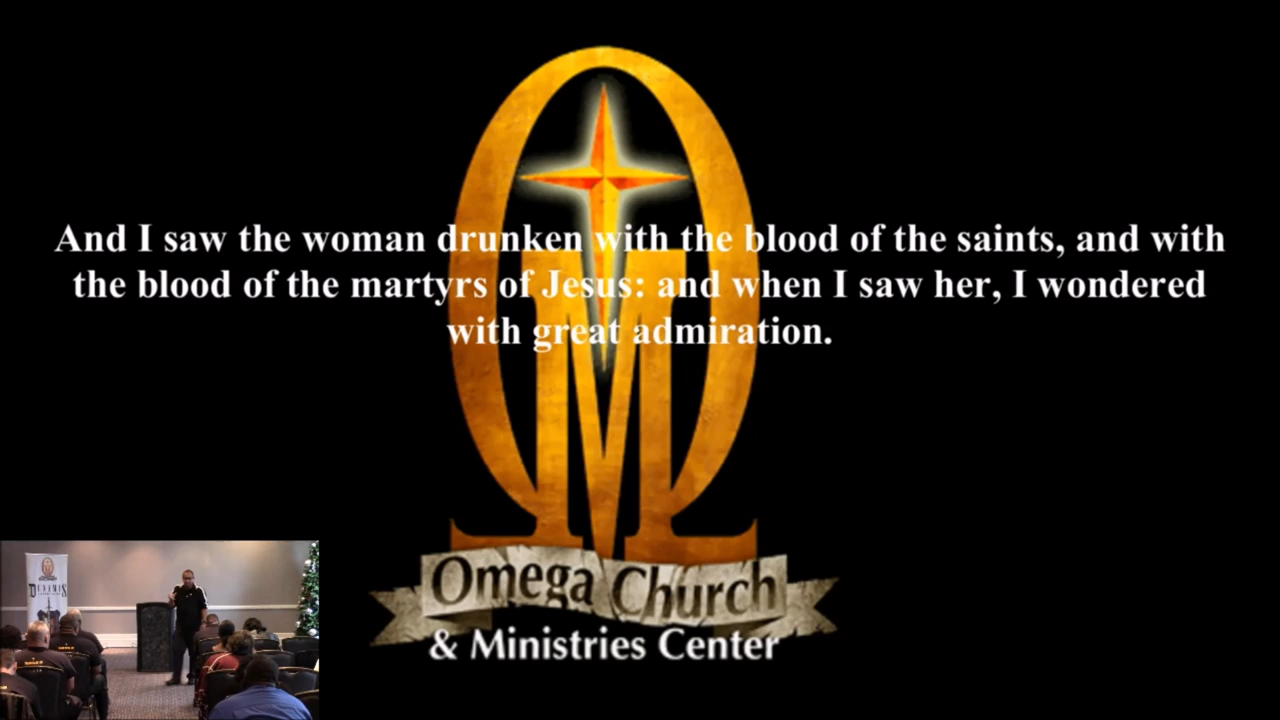 And I saw the woman drunken with the blood of the saints, and with
the blood of the martyrs of Jesus: and when I saw her, I wondered
with great admiration.
Omega Church
& Ministries Center